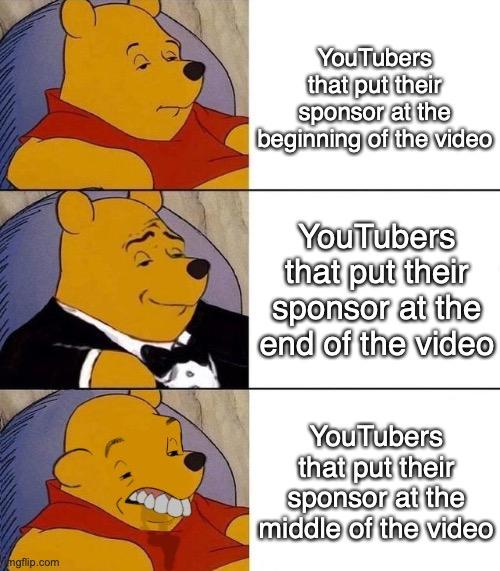 YouTubers
that put their
sponsor at the
beginning of the video
YouTubers
that put their
sponsor at the
end of the video
YouTubers
that put their
sponsor at the
middle of the video
imgflip.com